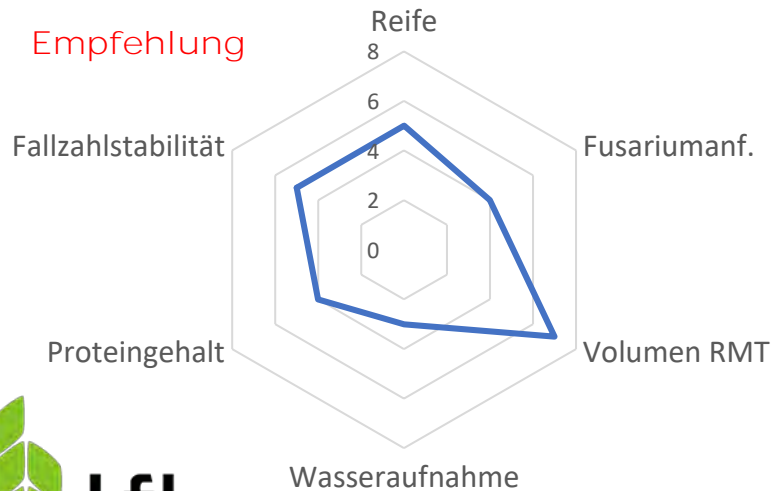 Reife
Empfehlung
8
6
Fallzahlstabilität
Fusariumanf.
4
2
0
Proteingehalt
Volumen RMT
Wasseraufnahme